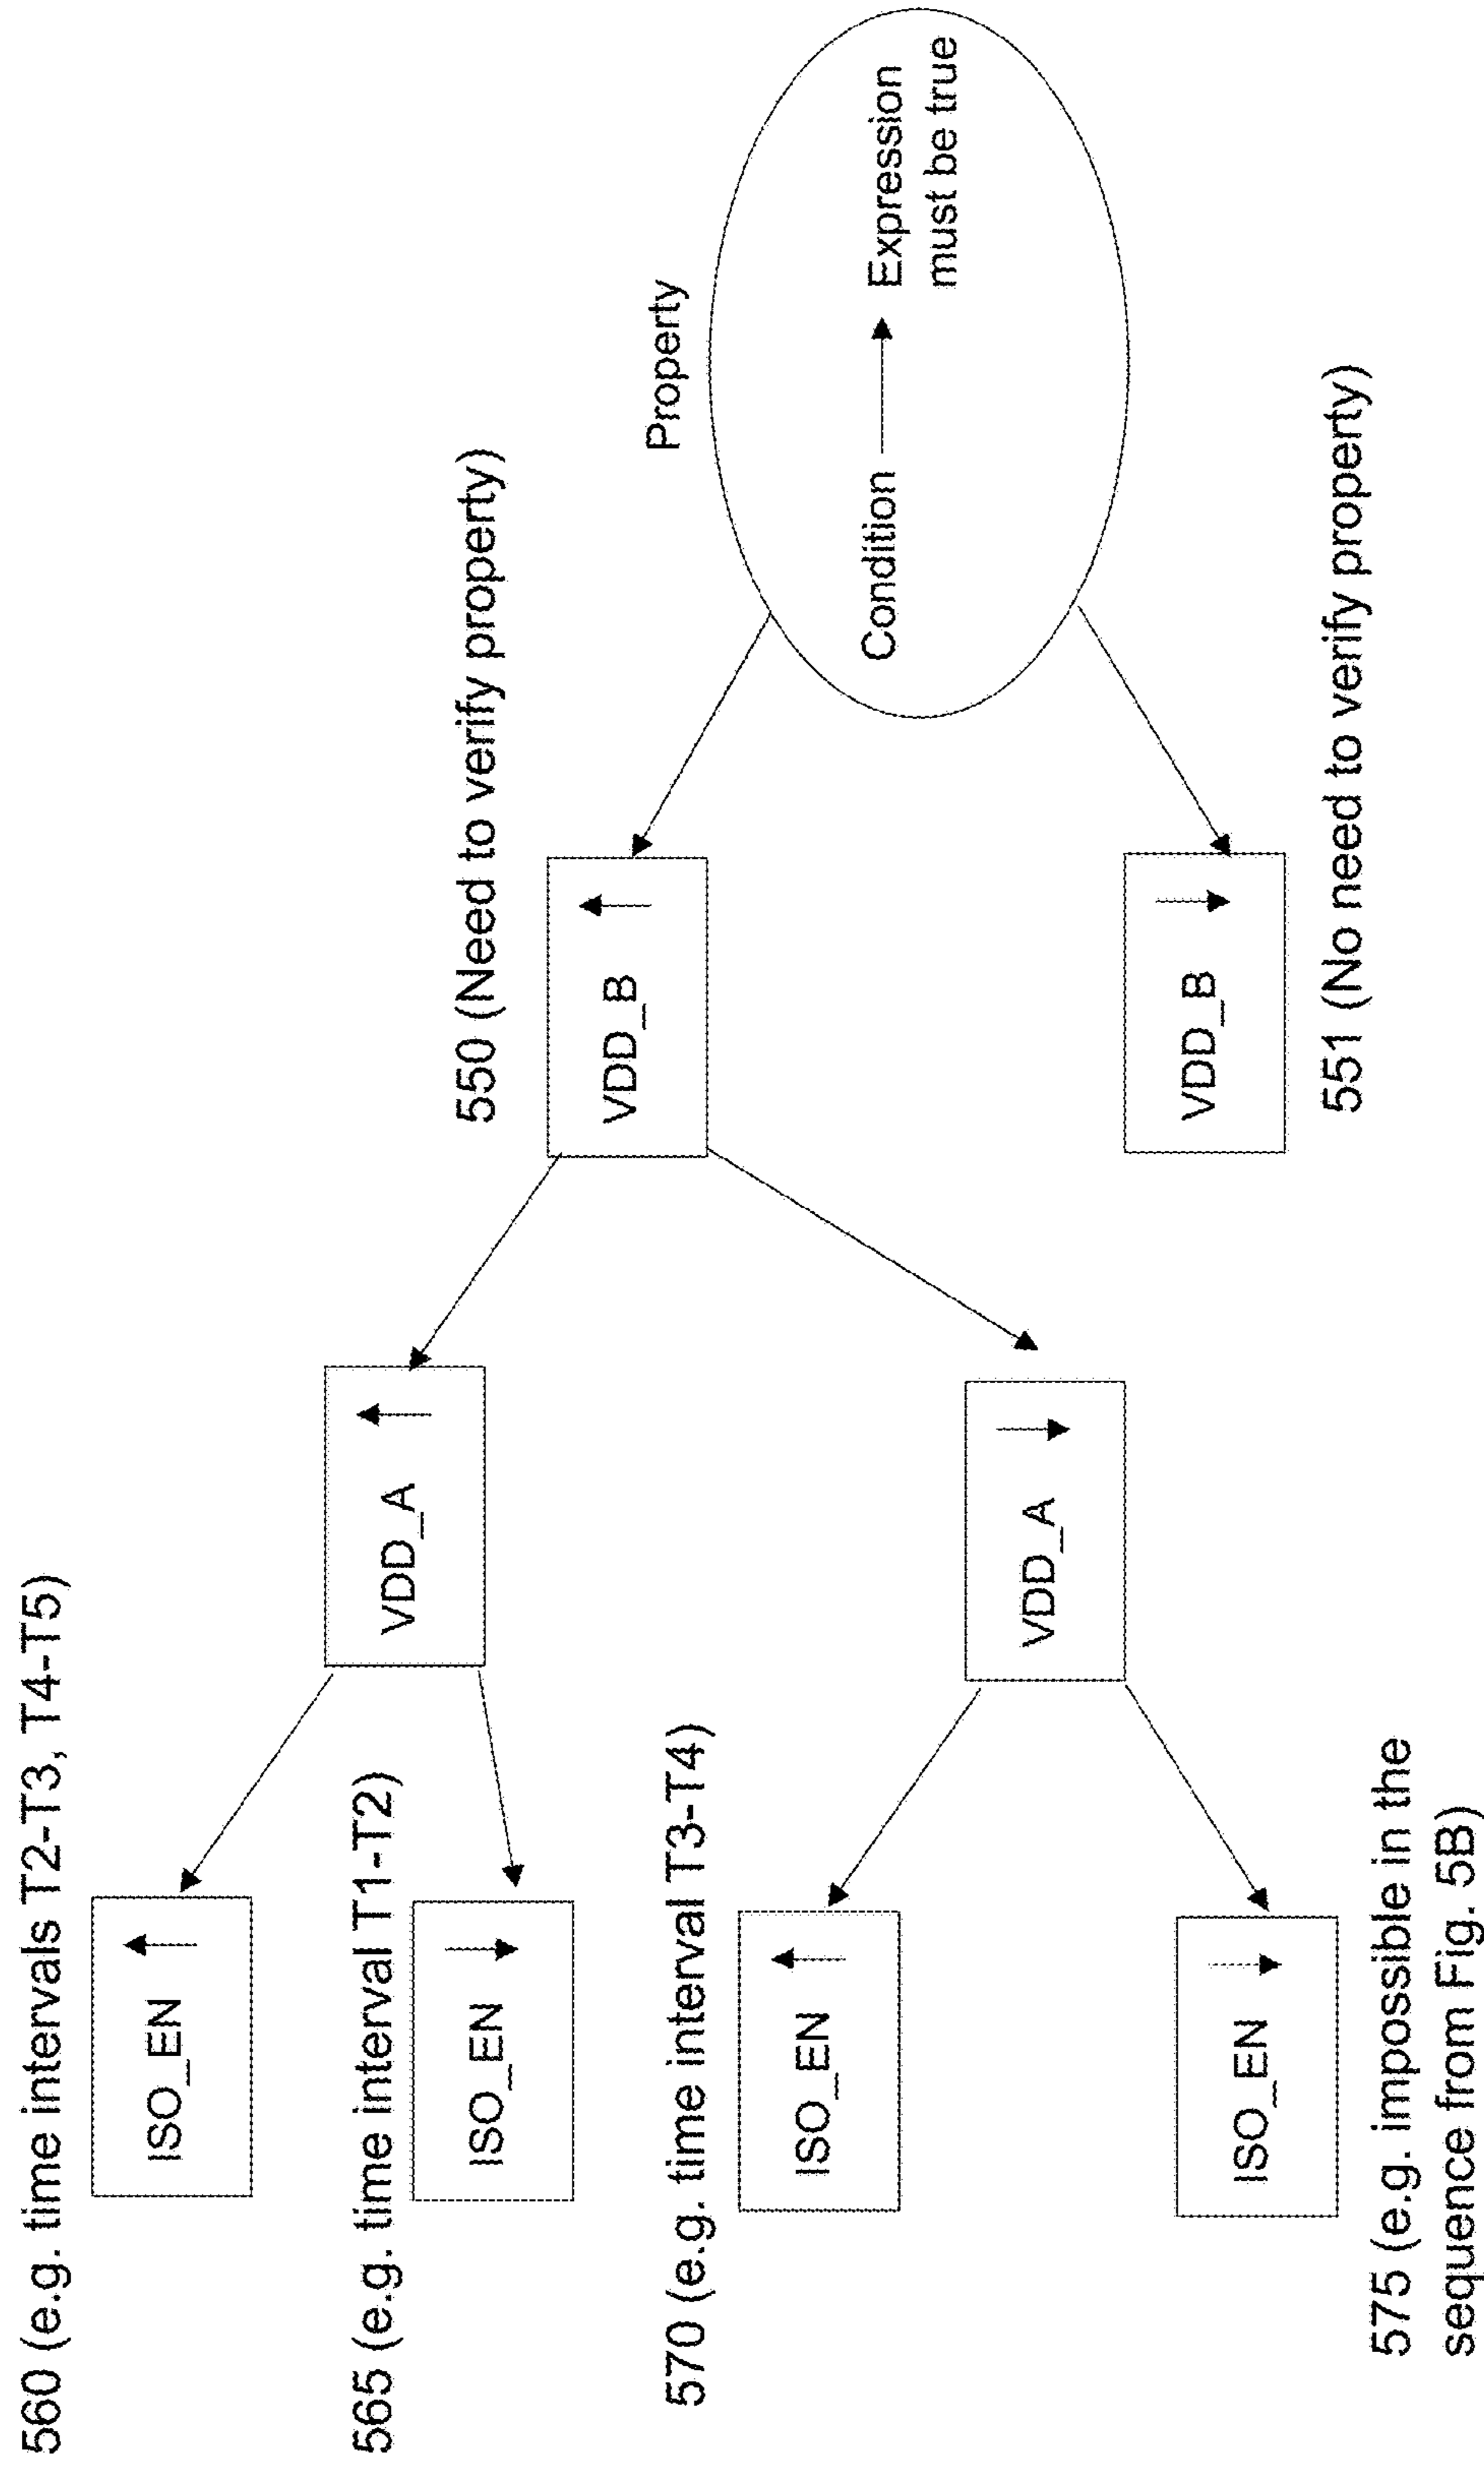 560 (e.g. time intervals T2-T3, T4-T5)
ISO_EN
565 (e.g. time interval T1-T2)
ISO_EN
VDD_A
550 (Need to verify property)
VDD_B
Property
Condition
Expression
must be true
570 (e.g. time interval T3-T4)
ISO_EN
VDD_A
VDD_B
551 (No need to verify property)
ISO_EN
575 (e.g. impossible in the
sequence from Fig. 5B)